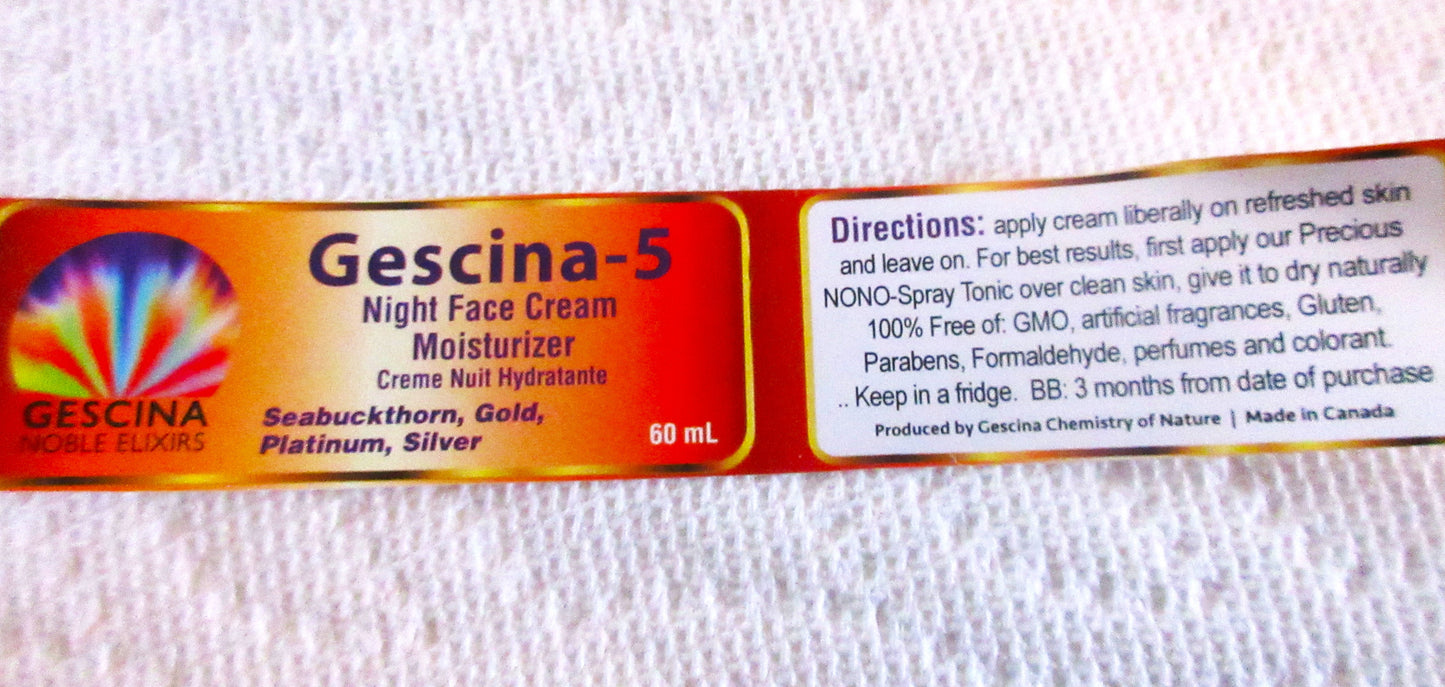 GESCINA
NOBLE ELIXIRS
Gescina-5
Night Face Cream
Moisturizer
Creme Nuit Hydratante
Seabuckthorn, Gold,
Platinum, Silver
60 mL
Directions: apply cream liberally on refreshed skin
and leave on. For best results, first apply our Precious
NONO-Spray Tonic over clean skin, give it to dry naturally
100% Free of: GMO, artificial fragrances, Gluten,
Parabens, Formaldehyde, perfumes and colorant.
.. Keep in a fridge. BB: 3 months from date of purchase
Produced by Gescina Chemistry of Nature | Made in Canada